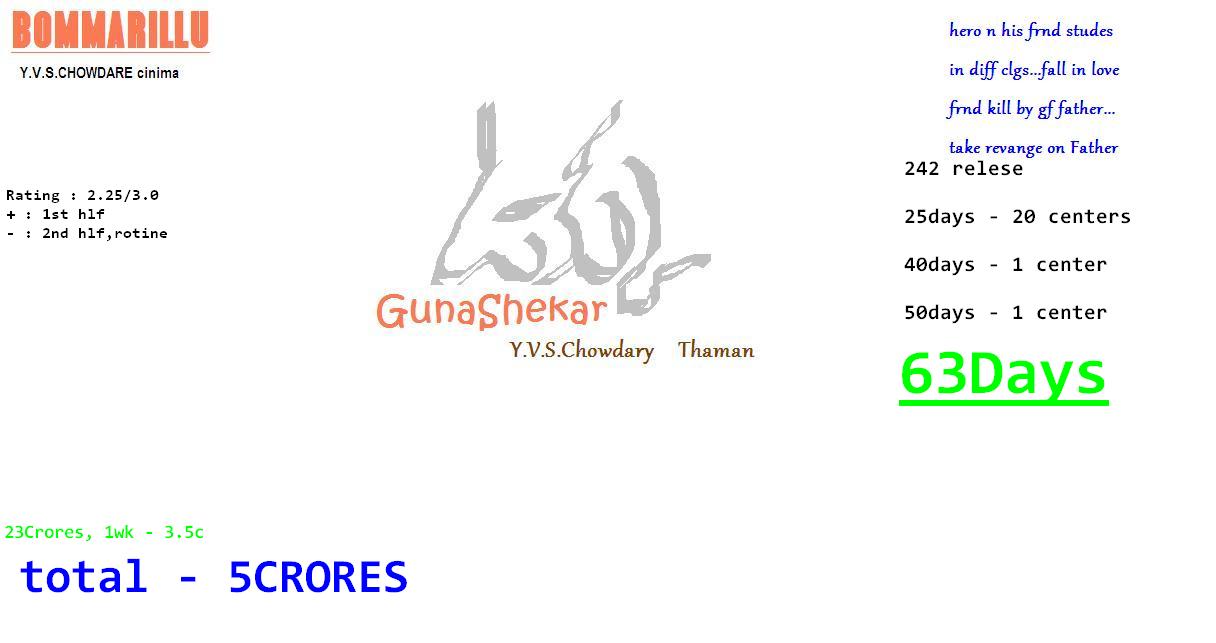 BOMMARILLU
Y.V.S.CHOWDARE cinima
hero n his frnd studes
in diff clgs...fall in love
frnd kill by gf father...
take revange on Father
242 relese
25days - 20 centers
40days - 1 center
50days - 1 center
63Days
Rating : 2.25/3.0
+ : 1st hlf
- : 2nd hlf,rotine
GunaShekar
Y.V.S.Chowdary Thaman
23Crores, 1wk - 3.5c
total - 5CRORES